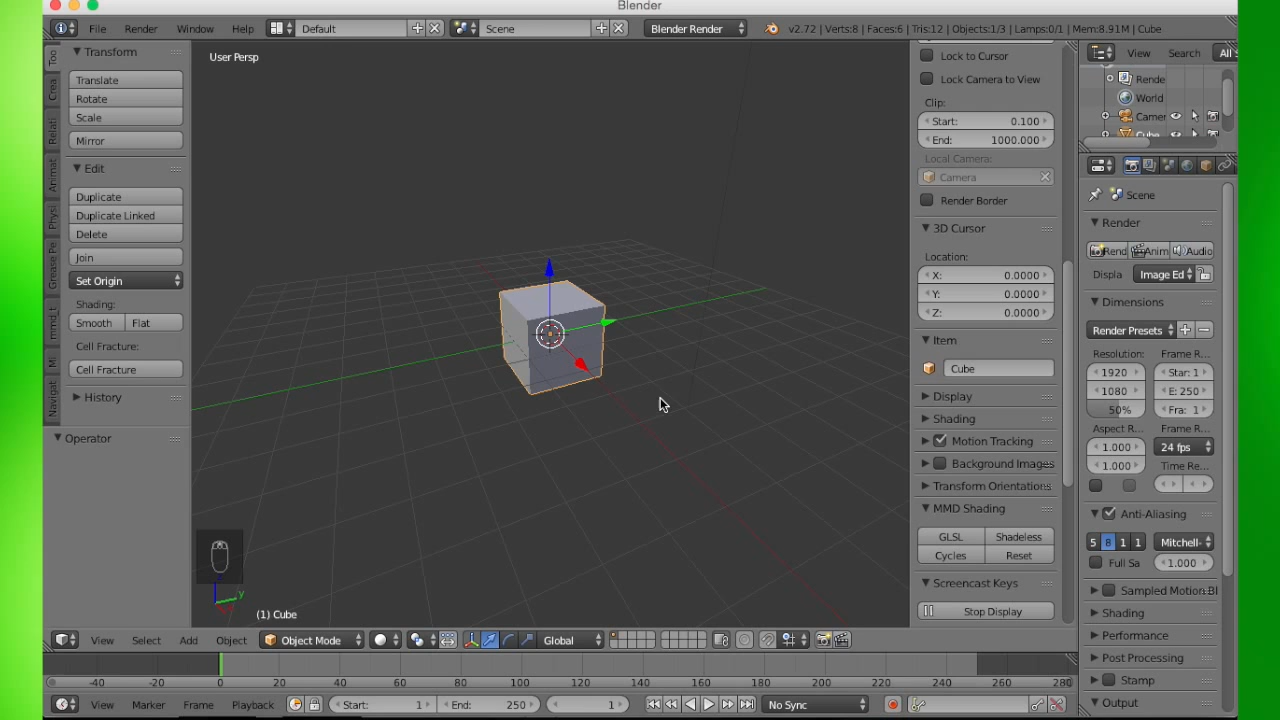 Blender
File Render Window Help Default Scene Blender Render v2.72 | Verts:8 | Faces:6 | Tris:12 | Objects:1/3 | Lamps:0/1 | Mem:8.91M | Cube
Too
Crea
Relati
Animat
Physi
Grease Pe
mmd_t
Mi
Navigat
Transform
Translate
Rotate
Scale
Mirror
Edit
Duplicate
Duplicate Linked
Delete
Join
Set Origin
Shading:
Smooth Flat
Cell Fracture:
Cell Fracture
History
Operator
User Persp
z
y
(1) Cube
Lock to Cursor
Lock Camera to View
Clip:
Start: 0.100
End: 1000.000
Local Camera:
Camera
Render Border
3D Cursor
Location:
X: 0.0000
Y: 0.0000
Z: 0.0000
Item
Cube
Display
Shading
Motion Tracking
Background Images
Transform Orientations
MMD Shading
GLSL Shadeless
Cycles Reset
Screencast Keys
Stop Display
View Search All S
Rende
World
Camer
Cube
Scene
Render
Rend Anim Audio
Displa Image Ed
Dimensions
Render Presets
Resolution: Frame R...
1920 Star: 1
1080 E: 250
50% Fra: 1
Aspect R... Frame R...
1.000 24 fps
1.000 Time Re...
Anti-Aliasing
5 8 1 1 Mitchell-
Full Sa 1.000
Sampled Motion Bl
Shading
Performance
Post Processing
Stamp
Output
View Select Add Object Object Mode Global
-40 -20 0 20 40 60 80 100 120 140 160 180 200 220 240 260 280
View Marker Frame Playback Start: 1 End: 250 1 No Sync